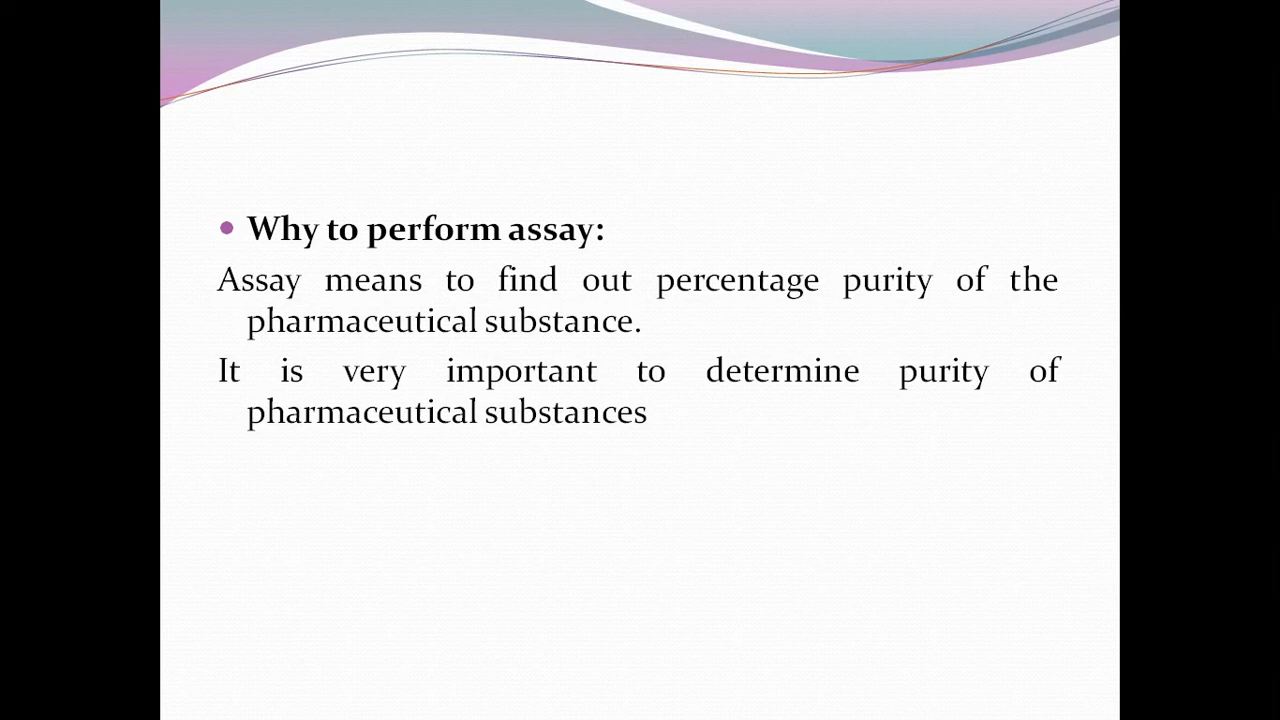 • Why to perform assay:
Assay means to find out percentage purity of the
pharmaceutical substance.
It is very important to determine purity of
pharmaceutical substances